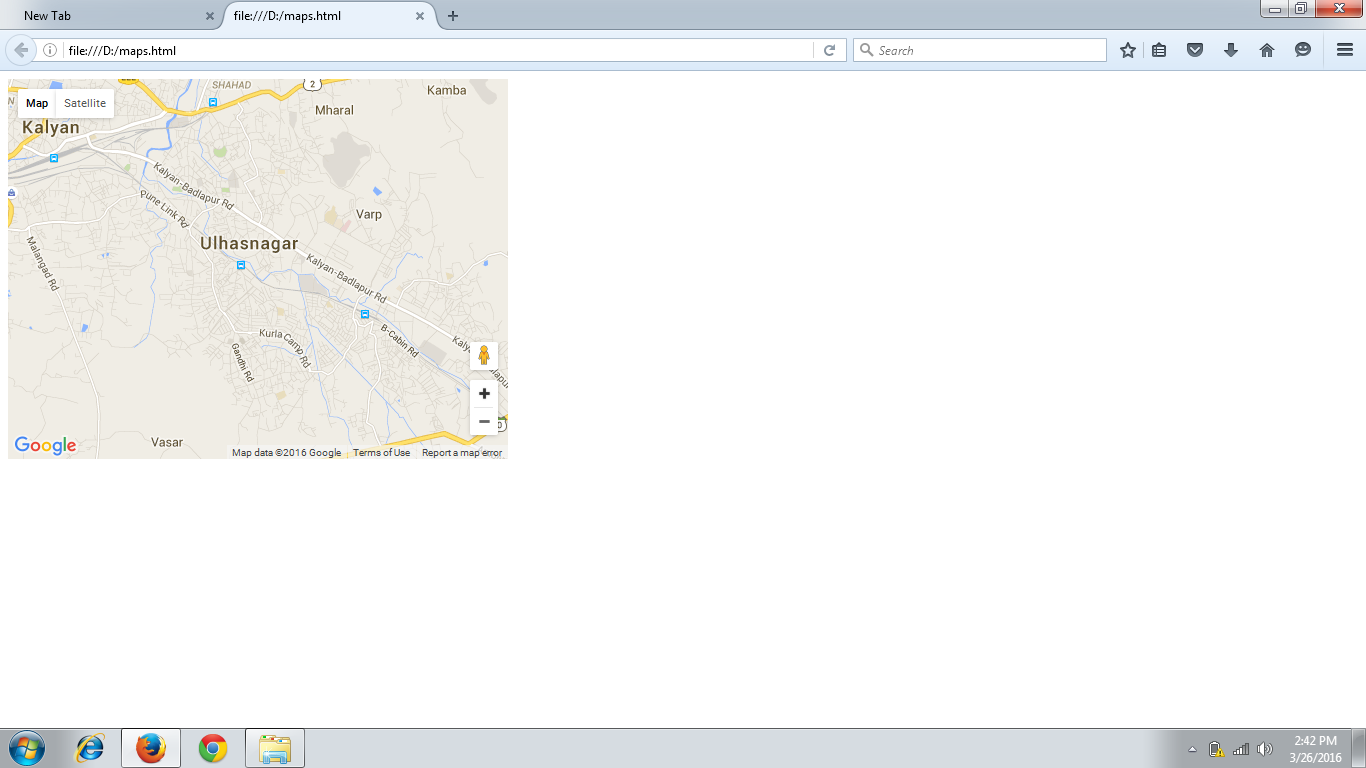 New Tab
file:///D:/maps.html
file:///D:/maps.html
Search
SHAHAD
2
Kamba
Map
Satellite
Mharal
Kalyan
Kalyan-Badlapur Rd
Pune Link Rd
Varp
Malangad Rd
Ulhasnagar
Kalyan-Badlapur Rd
B-Cabin Rd
Kurla Camp Rd
Gandhi Rd
Vasar
Google
Map data ©2016 Google
Terms of Use
Report a map error
2:42 PM
3/26/2016